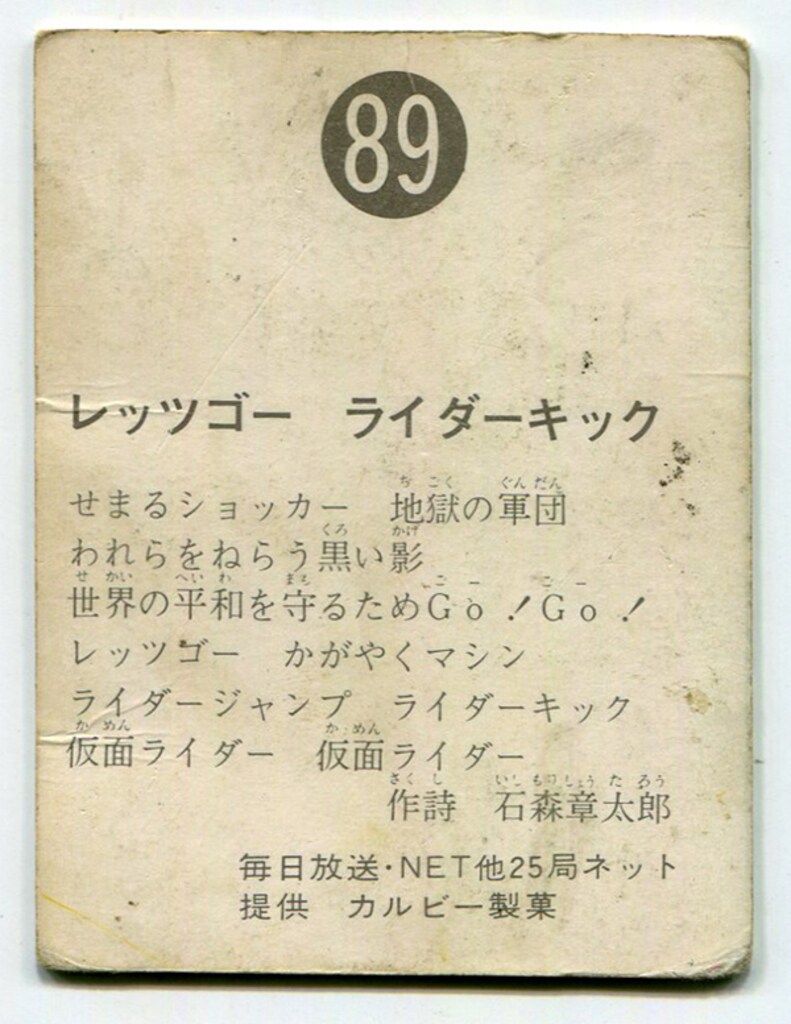 89
レッツゴー　ライダーキック
せまるショッカー　地獄の軍団
われらをねらう黒い影
世界の平和を守るためGo！Go！
レッツゴー　かがやくマシン
ライダージャンプ　ライダーキック
仮面ライダー　仮面ライダー
作詩　石森章太郎
毎日放送・NET他25局ネット
提供　カルビー製菓